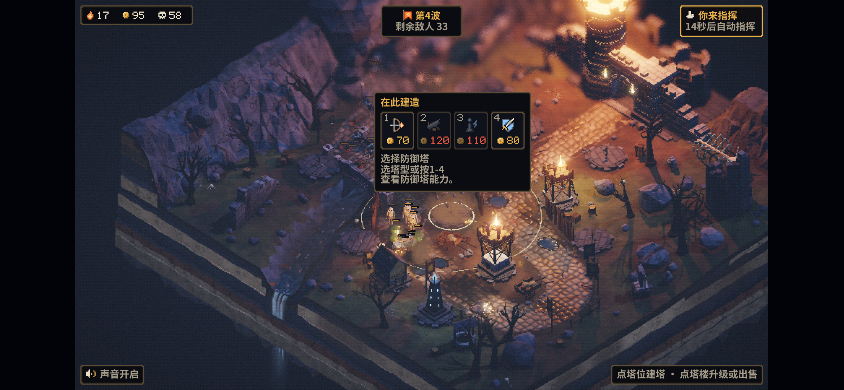 17 95 58
第4波
剩余敌人 33
你来指挥
14秒后自动指挥
在此建造
1 2 3 4
70 120 110 80
选择防御塔
选塔型或按1-4
查看防御塔能力。
声音开启
点塔位建塔 · 点塔楼升级或出售